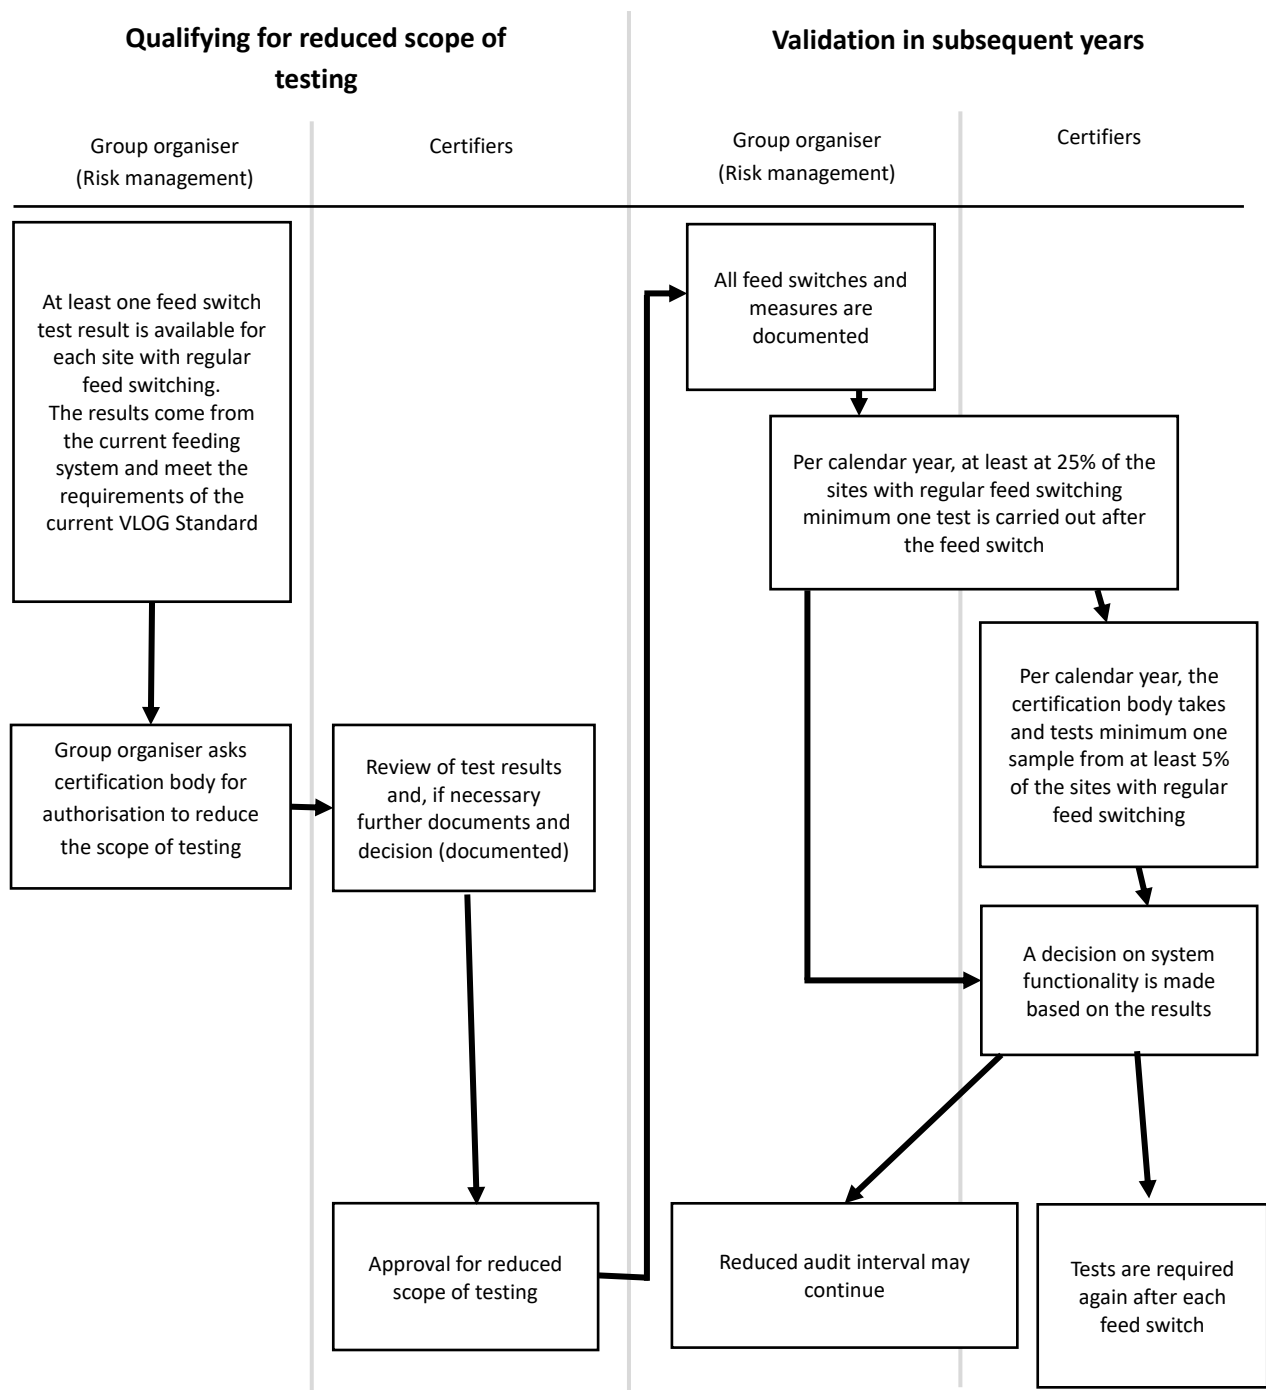 Qualifying for reduced scope of
testing
Validation in subsequent years
Group organiser
(Risk management)
Certifiers
Group organiser
(Risk management)
Certifiers
At least one feed switch
test result is available for
each site with regular
feed switching.
The results come from
the current feeding
system and meet the
requirements of the
current VLOG Standard
Group organiser asks
certification body for
authorisation to reduce
the scope of testing
Review of test results
and, if necessary
further documents and
decision (documented)
Approval for reduced
scope of testing
All feed switches and
measures are
documented
Per calendar year, at least at 25% of the
sites with regular feed switching
minimum one test is carried out after
the feed switch
Per calendar year, the
certification body takes
and tests minimum one
sample from at least 5%
of the sites with regular
feed switching
A decision on system
functionality is made
based on the results
Reduced audit interval may
continue
Tests are required
again after each
feed switch